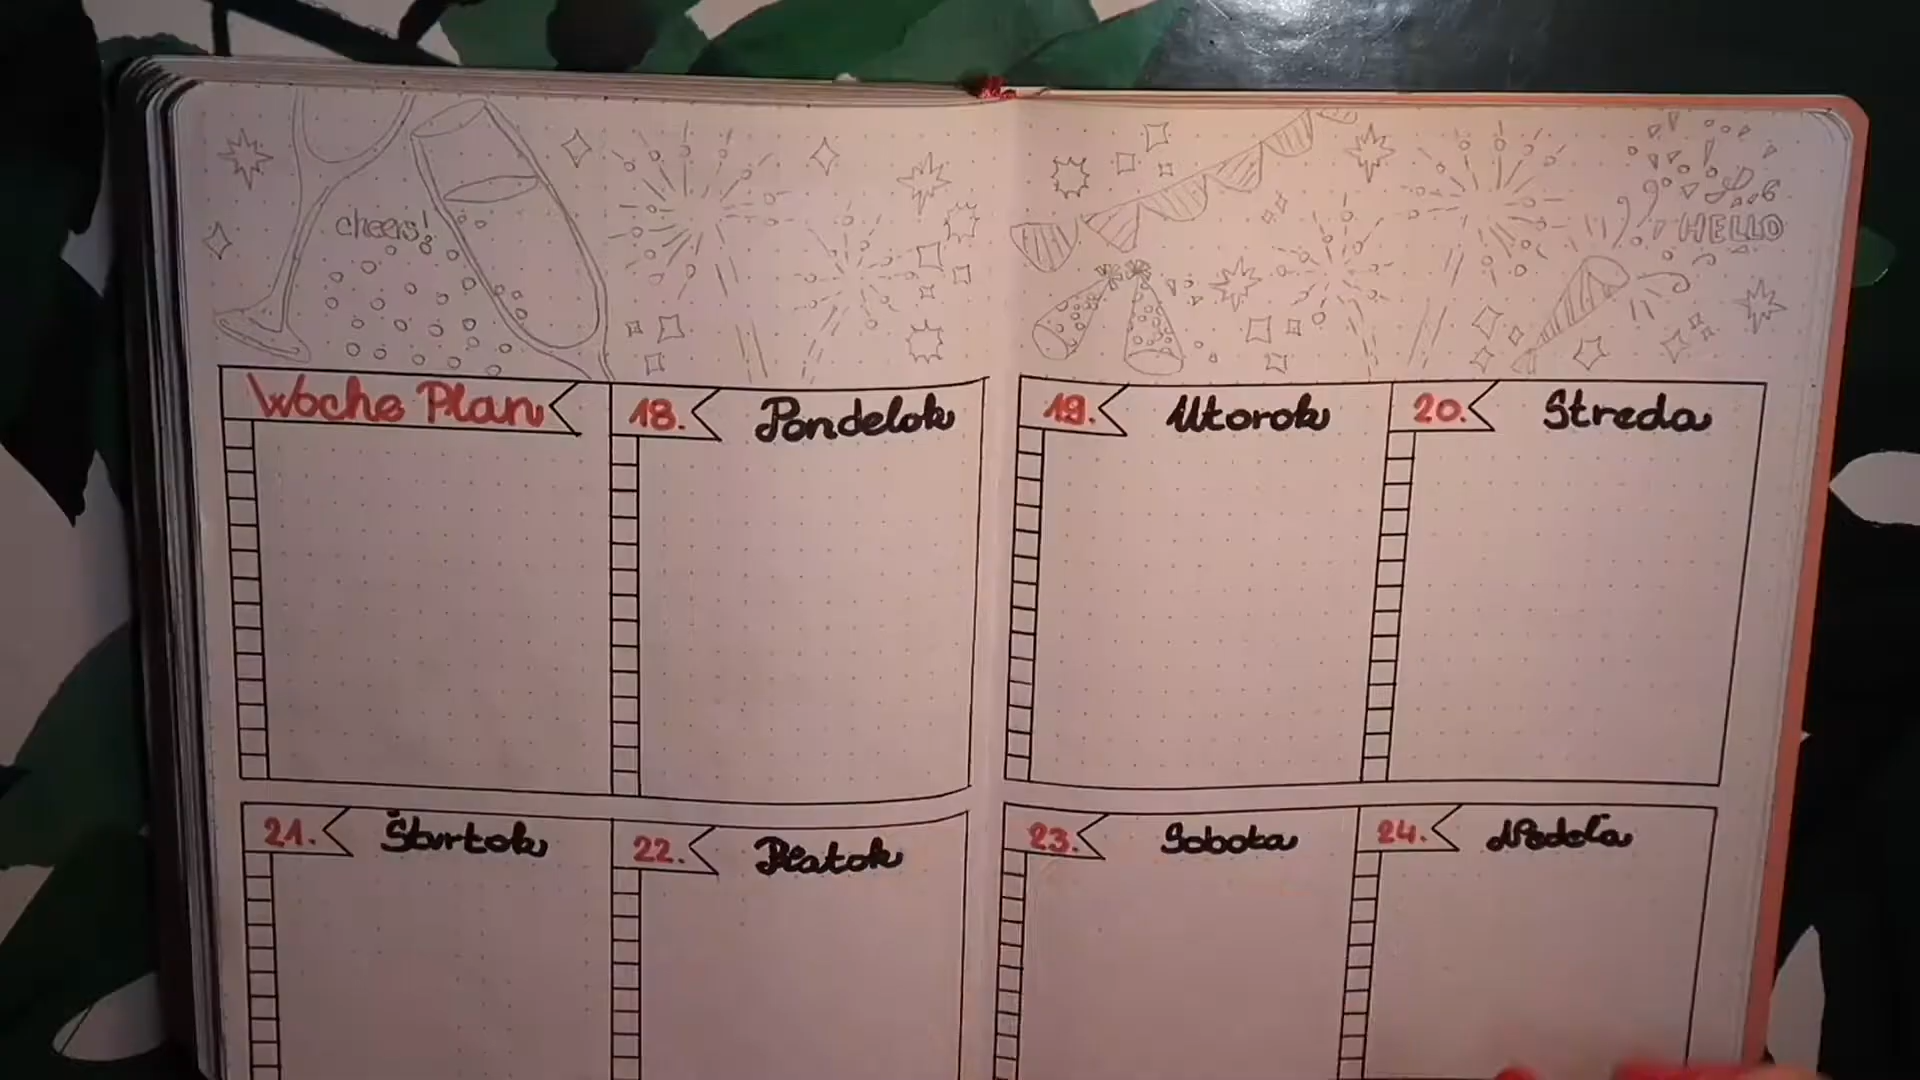 cheers!
HELLO
Woche Plan
18. Pondelok
19. Utorok
20. Streda
21. Štvrtok
22. Piatok
23. Sobota
24. Nedeľa